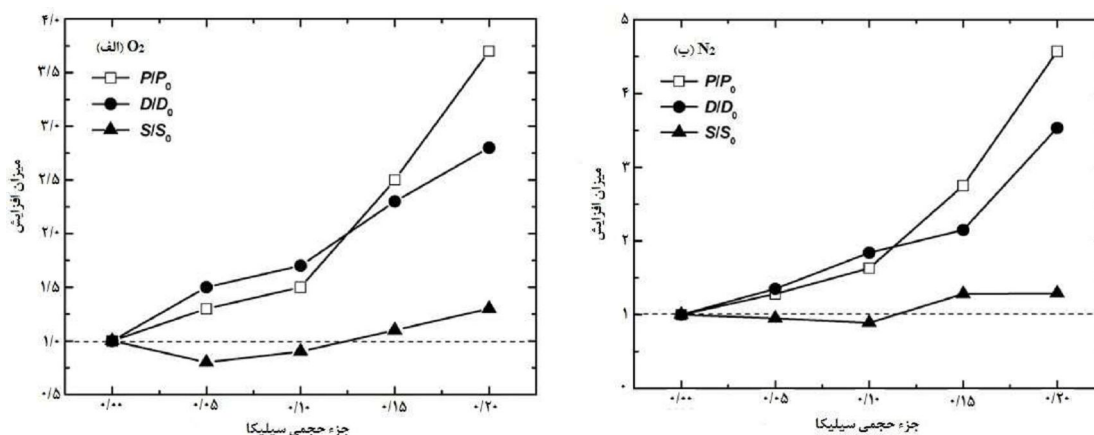 (الف) O₂
P/P₀
D/D₀
S/S₀
میزان افزایش
۴/۰
۳/۵
۳/۰
۲/۵
۲/۰
۱/۵
۱/۰
۰/۵
۰/۰۰ ۰/۰۵ ۰/۱۰ ۰/۱۵ ۰/۲۰
جزء حجمی سیلیکا
(ب) N₂
P/P₀
D/D₀
S/S₀
میزان افزایش
۵
۴
۳
۲
۱
۰
۰/۰۰ ۰/۰۵ ۰/۱۰ ۰/۱۵ ۰/۲۰
جزء حجمی سیلیکا